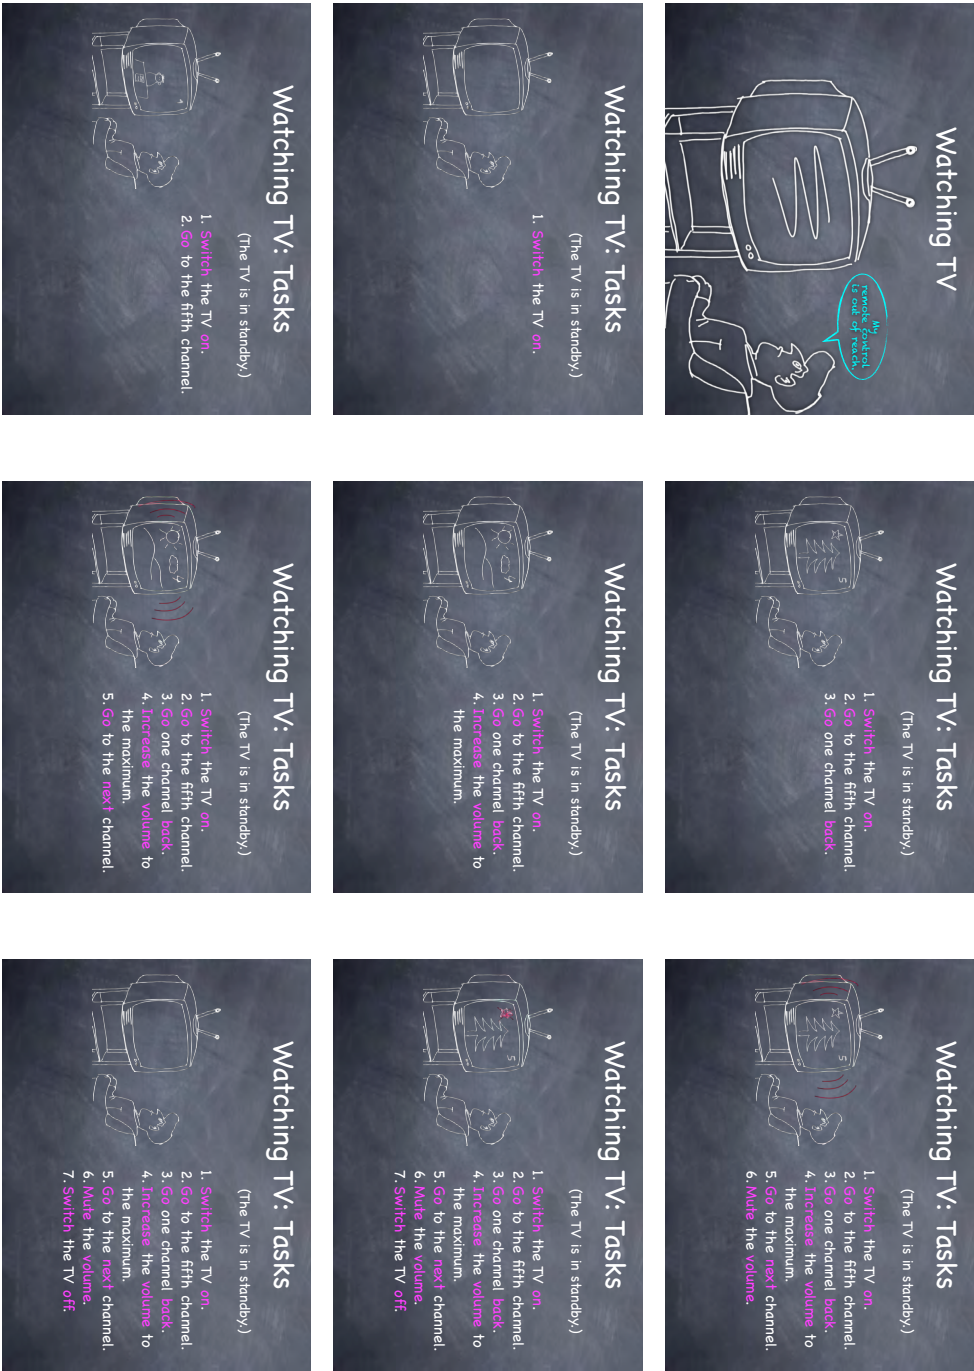 Watching TV
My
remote control
is out of reach.
Watching TV: Tasks
(The TV is in standby.)
1. Switch the TV on.
Watching TV: Tasks
(The TV is in standby.)
1. Switch the TV on.
2. Go to the fifth channel.
Watching TV: Tasks
5
(The TV is in standby.)
1. Switch the TV on.
2. Go to the fifth channel.
3. Go one channel back.
Watching TV: Tasks
4
(The TV is in standby.)
1. Switch the TV on.
2. Go to the fifth channel.
3. Go one channel back.
4. Increase the volume to
the maximum.
Watching TV: Tasks
4
(The TV is in standby.)
1. Switch the TV on.
2. Go to the fifth channel.
3. Go one channel back.
4. Increase the volume to
the maximum.
5. Go to the next channel.
Watching TV: Tasks
5
(The TV is in standby.)
1. Switch the TV on.
2. Go to the fifth channel.
3. Go one channel back.
4. Increase the volume to
the maximum.
5. Go to the next channel.
6. Mute the volume.
Watching TV: Tasks
5
(The TV is in standby.)
1. Switch the TV on.
2. Go to the fifth channel.
3. Go one channel back.
4. Increase the volume to
the maximum.
5. Go to the next channel.
6. Mute the volume.
7. Switch the TV off.
Watching TV: Tasks
(The TV is in standby.)
1. Switch the TV on.
2. Go to the fifth channel.
3. Go one channel back.
4. Increase the volume to
the maximum.
5. Go to the next channel.
6. Mute the volume.
7. Switch the TV off.